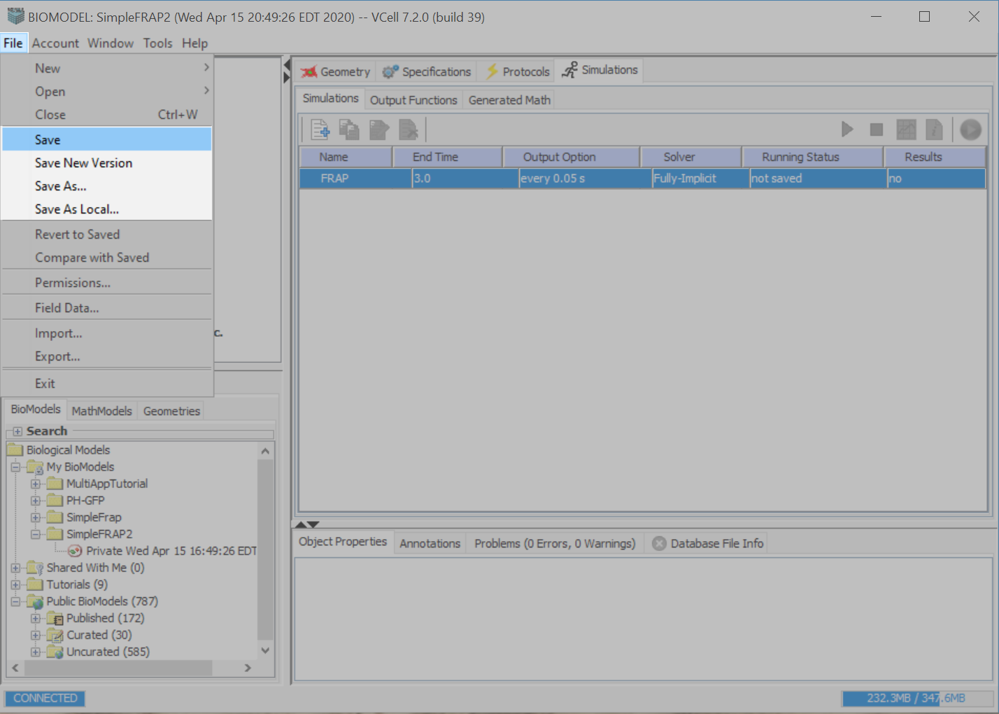 BIOMODEL: SimpleFRAP2 (Wed Apr 15 20:49:26 EDT 2020) -- VCell 7.2.0 (build 39)
File Account Window Tools Help
New
Open
Close Ctrl+W
Save
Save New Version
Save As...
Save As Local...
Revert to Saved
Compare with Saved
Permissions...
Field Data...
Import...
Export...
Exit
c.
Geometry Specifications Protocols Simulations
Simulations Output Functions Generated Math
Name End Time Output Option Solver Running Status Results
FRAP 3.0 every 0.05 s Fully-Implicit not saved no
BioModels MathModels Geometries
Search
Biological Models
My BioModels
MultiAppTutorial
PH-GFP
SimpleFrap
SimpleFRAP2
Private Wed Apr 15 16:49:26 EDT
Shared With Me (0)
Tutorials (9)
Public BioModels (787)
Published (172)
Curated (30)
Uncurated (585)
Object Properties Annotations Problems (0 Errors, 0 Warnings) Database File Info
CONNECTED
232.3MB / 347.6MB